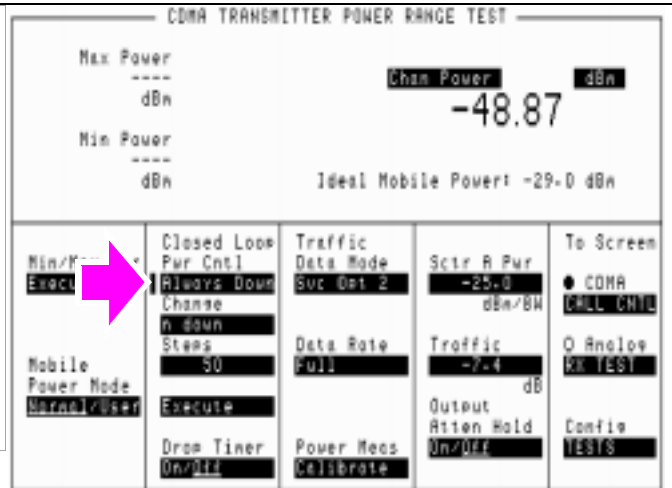 CDMA TRANSMITTER POWER RANGE TEST
Max Power
----
dBm
Min Power
----
dBm
Chan Power dBm
-48.87
Ideal Mobile Power: -29.0 dBm
Execu
Mobile
Power Mode
Normal/User
Closed Loop
Pwr Cntl
Always Down
Change
n down
Steps
50
Execute
Drop Timer
On/Off
Traffic
Data Mode
Svc Opt 2
Data Rate
Full
Power Meas
Calibrate
Sctr A Pwr
-25.0
dBm/BW
Traffic
-7.4
dB
Output
Atten Hold
On/Off
To Screen
CDMA
CALL CNTL
Analog
RX TEST
Config
TESTS